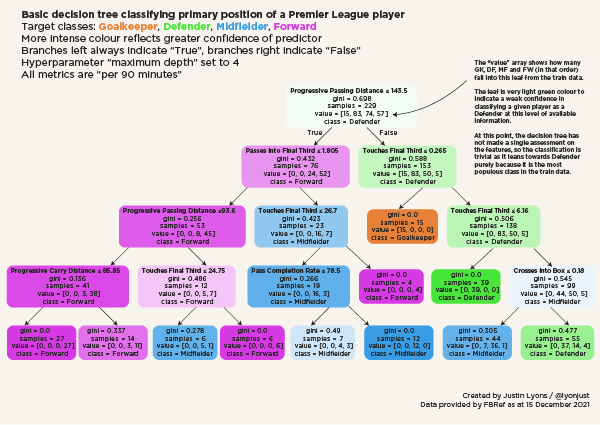 Basic decision tree classifying primary position of a Premier League player
Target classes: Goalkeeper, Defender, Midfielder, Forward
More intense colour reflects greater confidence of predictor
Branches left always indicate “True”, branches right indicate “False”
Hyperparameter “maximum depth” set to 4
All metrics are “per 90 minutes”
The “value” array shows how many
GK, DF, MF and FW (in that order)
fall into this leaf from the train data.
The leaf is very light green colour to
indicate a weak confidence in
classifying a given player as a
Defender at this level of available
information.
At this point, the decision tree has
not made a single assessment on
the features, so the classification is
trivial as it leans towards Defender
purely because it is the most
populous class in the train data.
Progressive Passing Distance ≤ 143.5
gini = 0.698
samples = 229
value = [15, 83, 74, 57]
class = Defender
True
False
Passes Into Final Third ≤ 1.805
gini = 0.432
samples = 76
value = [0, 0, 24, 52]
class = Forward
Touches Final Third ≤ 0.265
gini = 0.588
samples = 153
value = [15, 83, 50, 5]
class = Defender
Progressive Passing Distance ≤93.6
gini = 0.256
samples = 53
value = [0, 0, 8, 45]
class = Forward
Touches Final Third ≤ 26.7
gini = 0.423
samples = 23
value = [0, 0, 16, 7]
class = Midfielder
gini = 0.0
samples = 15
value = [15, 0, 0, 0]
class = Goalkeeper
Touches Final Third ≤ 6.16
gini = 0.506
samples = 138
value = [0, 83, 50, 5]
class = Defender
Progressive Carry Distance ≤ 85.85
gini = 0.136
samples = 41
value = [0, 0, 3, 38]
class = Forward
Touches Final Third ≤ 24.75
gini = 0.486
samples = 12
value = [0, 0, 5, 7]
class = Forward
Pass Completion Rate ≤ 78.5
gini = 0.266
samples = 19
value = [0, 0, 16, 3]
class = Midfielder
gini = 0.0
samples = 4
value = [0, 0, 0, 4]
class = Forward
gini = 0.0
samples = 39
value = [0, 39, 0, 0]
class = Defender
Crosses Into Box ≤ 0.18
gini = 0.545
samples = 99
value = [0, 44, 50, 5]
class = Midfielder
gini = 0.0
samples = 27
value = [0, 0, 0, 27]
class = Forward
gini = 0.337
samples = 14
value = [0, 0, 3, 11]
class = Forward
gini = 0.278
samples = 6
value = [0, 0, 5, 1]
class = Midfielder
gini = 0.0
samples = 6
value = [0, 0, 0, 6]
class = Forward
gini = 0.49
samples = 7
value = [0, 0, 4, 3]
class = Midfielder
gini = 0.0
samples = 12
value = [0, 0, 12, 0]
class = Midfielder
gini = 0.305
samples = 44
value = [0, 7, 36, 1]
class = Midfielder
gini = 0.477
samples = 55
value = [0, 37, 14, 4]
class = Defender
Created by Justin Lyons / @lyonjust
Data provided by FBRef as at 15 December 2021